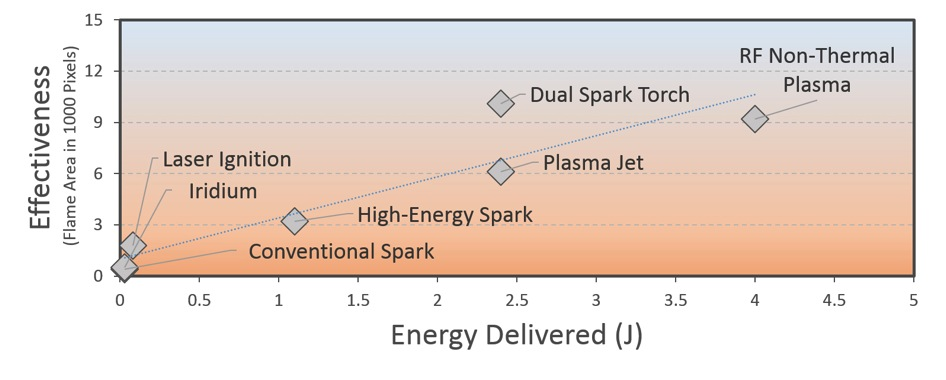 Effectiveness
(Flame Area in 1000 Pixels)
15
12
9
6
3
0
RF Non-Thermal
Plasma
Dual Spark Torch
Laser Ignition
Plasma Jet
Iridium
High-Energy Spark
Conventional Spark
0 0.5 1 1.5 2 2.5 3 3.5 4 4.5 5
Energy Delivered (J)